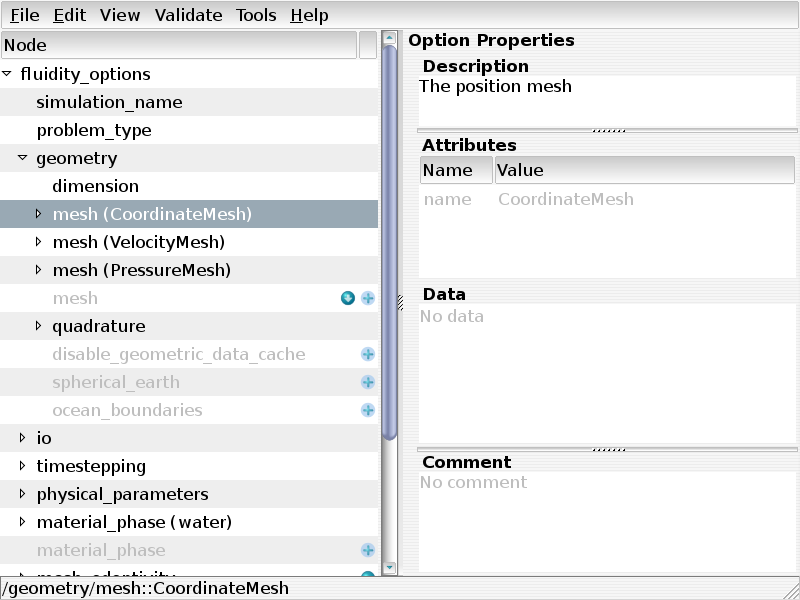 File Edit View Validate Tools Help
Node
fluidity_options
simulation_name
problem_type
geometry
dimension
mesh (CoordinateMesh)
mesh (VelocityMesh)
mesh (PressureMesh)
mesh
quadrature
disable_geometric_data_cache
spherical_earth
ocean_boundaries
io
timestepping
physical_parameters
material_phase (water)
material_phase
mesh_adaptivity
/geometry/mesh::CoordinateMesh
Option Properties
Description
The position mesh
Attributes
Name Value
name CoordinateMesh
Data
No data
Comment
No comment